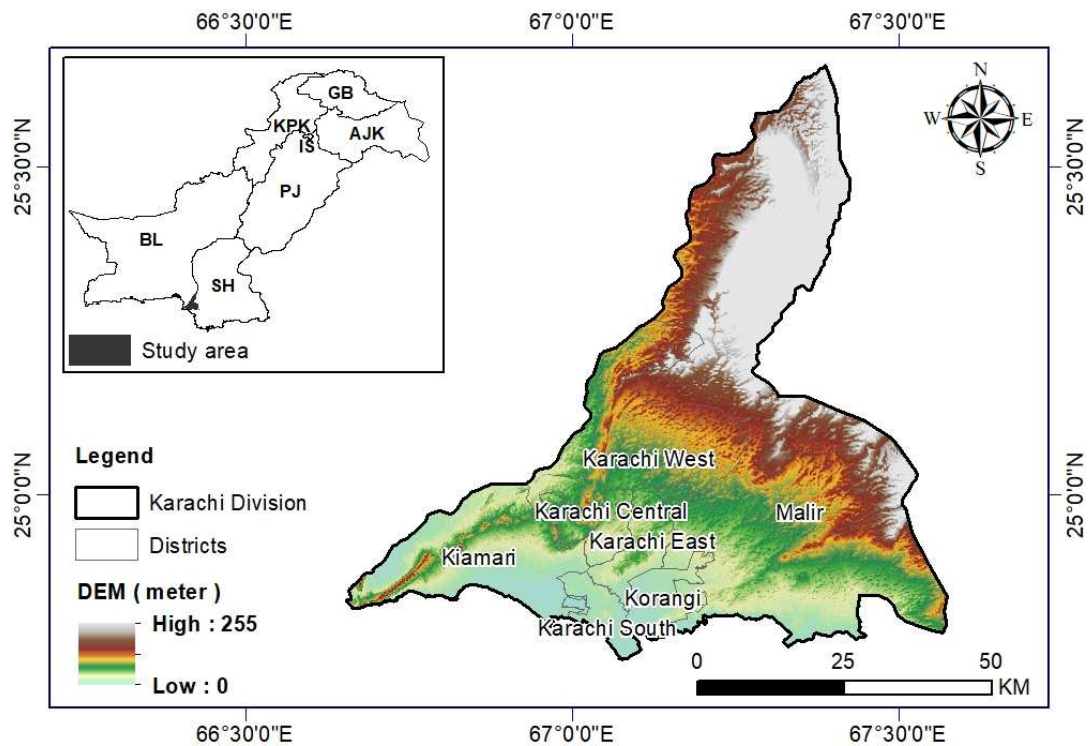 66°30'0"E 67°0'0"E 67°30'0"E
GB
KPK
AJK
IS
PJ
BL
SH
Study area
N
W E
S
25°30'0"N 25°30'0"N
25°0'0"N 25°0'0"N
Legend
Karachi Division
Districts
DEM ( meter )
High : 255
Low : 0
Karachi West
Karachi Central
Malir
Karachi East
Kiamari
Korangi
Karachi South
0 25 50
KM
66°30'0"E 67°0'0"E 67°30'0"E